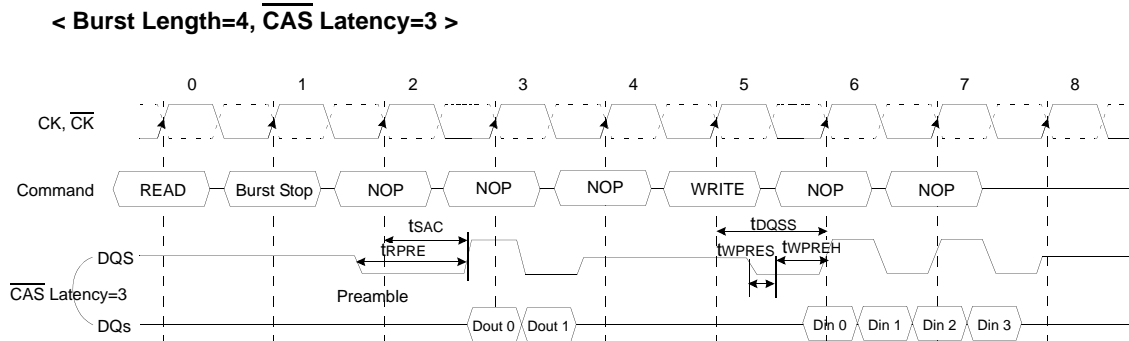 < Burst Length=4, CAS Latency=3 >
0 1 2 3 4 5 6 7 8
CK, CK
Command READ Burst Stop NOP NOP NOP WRITE NOP NOP
tSAC tDQSS
tRPRE tWPRES tWPREH
DQS
CAS Latency=3 Preamble
DQs Dout 0 Dout 1 Din 0 Din 1 Din 2 Din 3